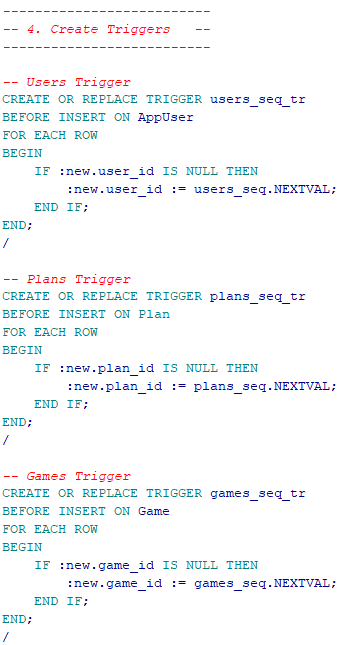 --------------------------
-- 4. Create Triggers   --
--------------------------
-- Users Trigger
CREATE OR REPLACE TRIGGER users_seq_tr
BEFORE INSERT ON AppUser
FOR EACH ROW
BEGIN
    IF :new.user_id IS NULL THEN
        :new.user_id := users_seq.NEXTVAL;
    END IF;
END;
/
-- Plans Trigger
CREATE OR REPLACE TRIGGER plans_seq_tr
BEFORE INSERT ON Plan
FOR EACH ROW
BEGIN
    IF :new.plan_id IS NULL THEN
        :new.plan_id := plans_seq.NEXTVAL;
    END IF;
END;
/
-- Games Trigger
CREATE OR REPLACE TRIGGER games_seq_tr
BEFORE INSERT ON Game
FOR EACH ROW
BEGIN
    IF :new.game_id IS NULL THEN
        :new.game_id := games_seq.NEXTVAL;
    END IF;
END;
/